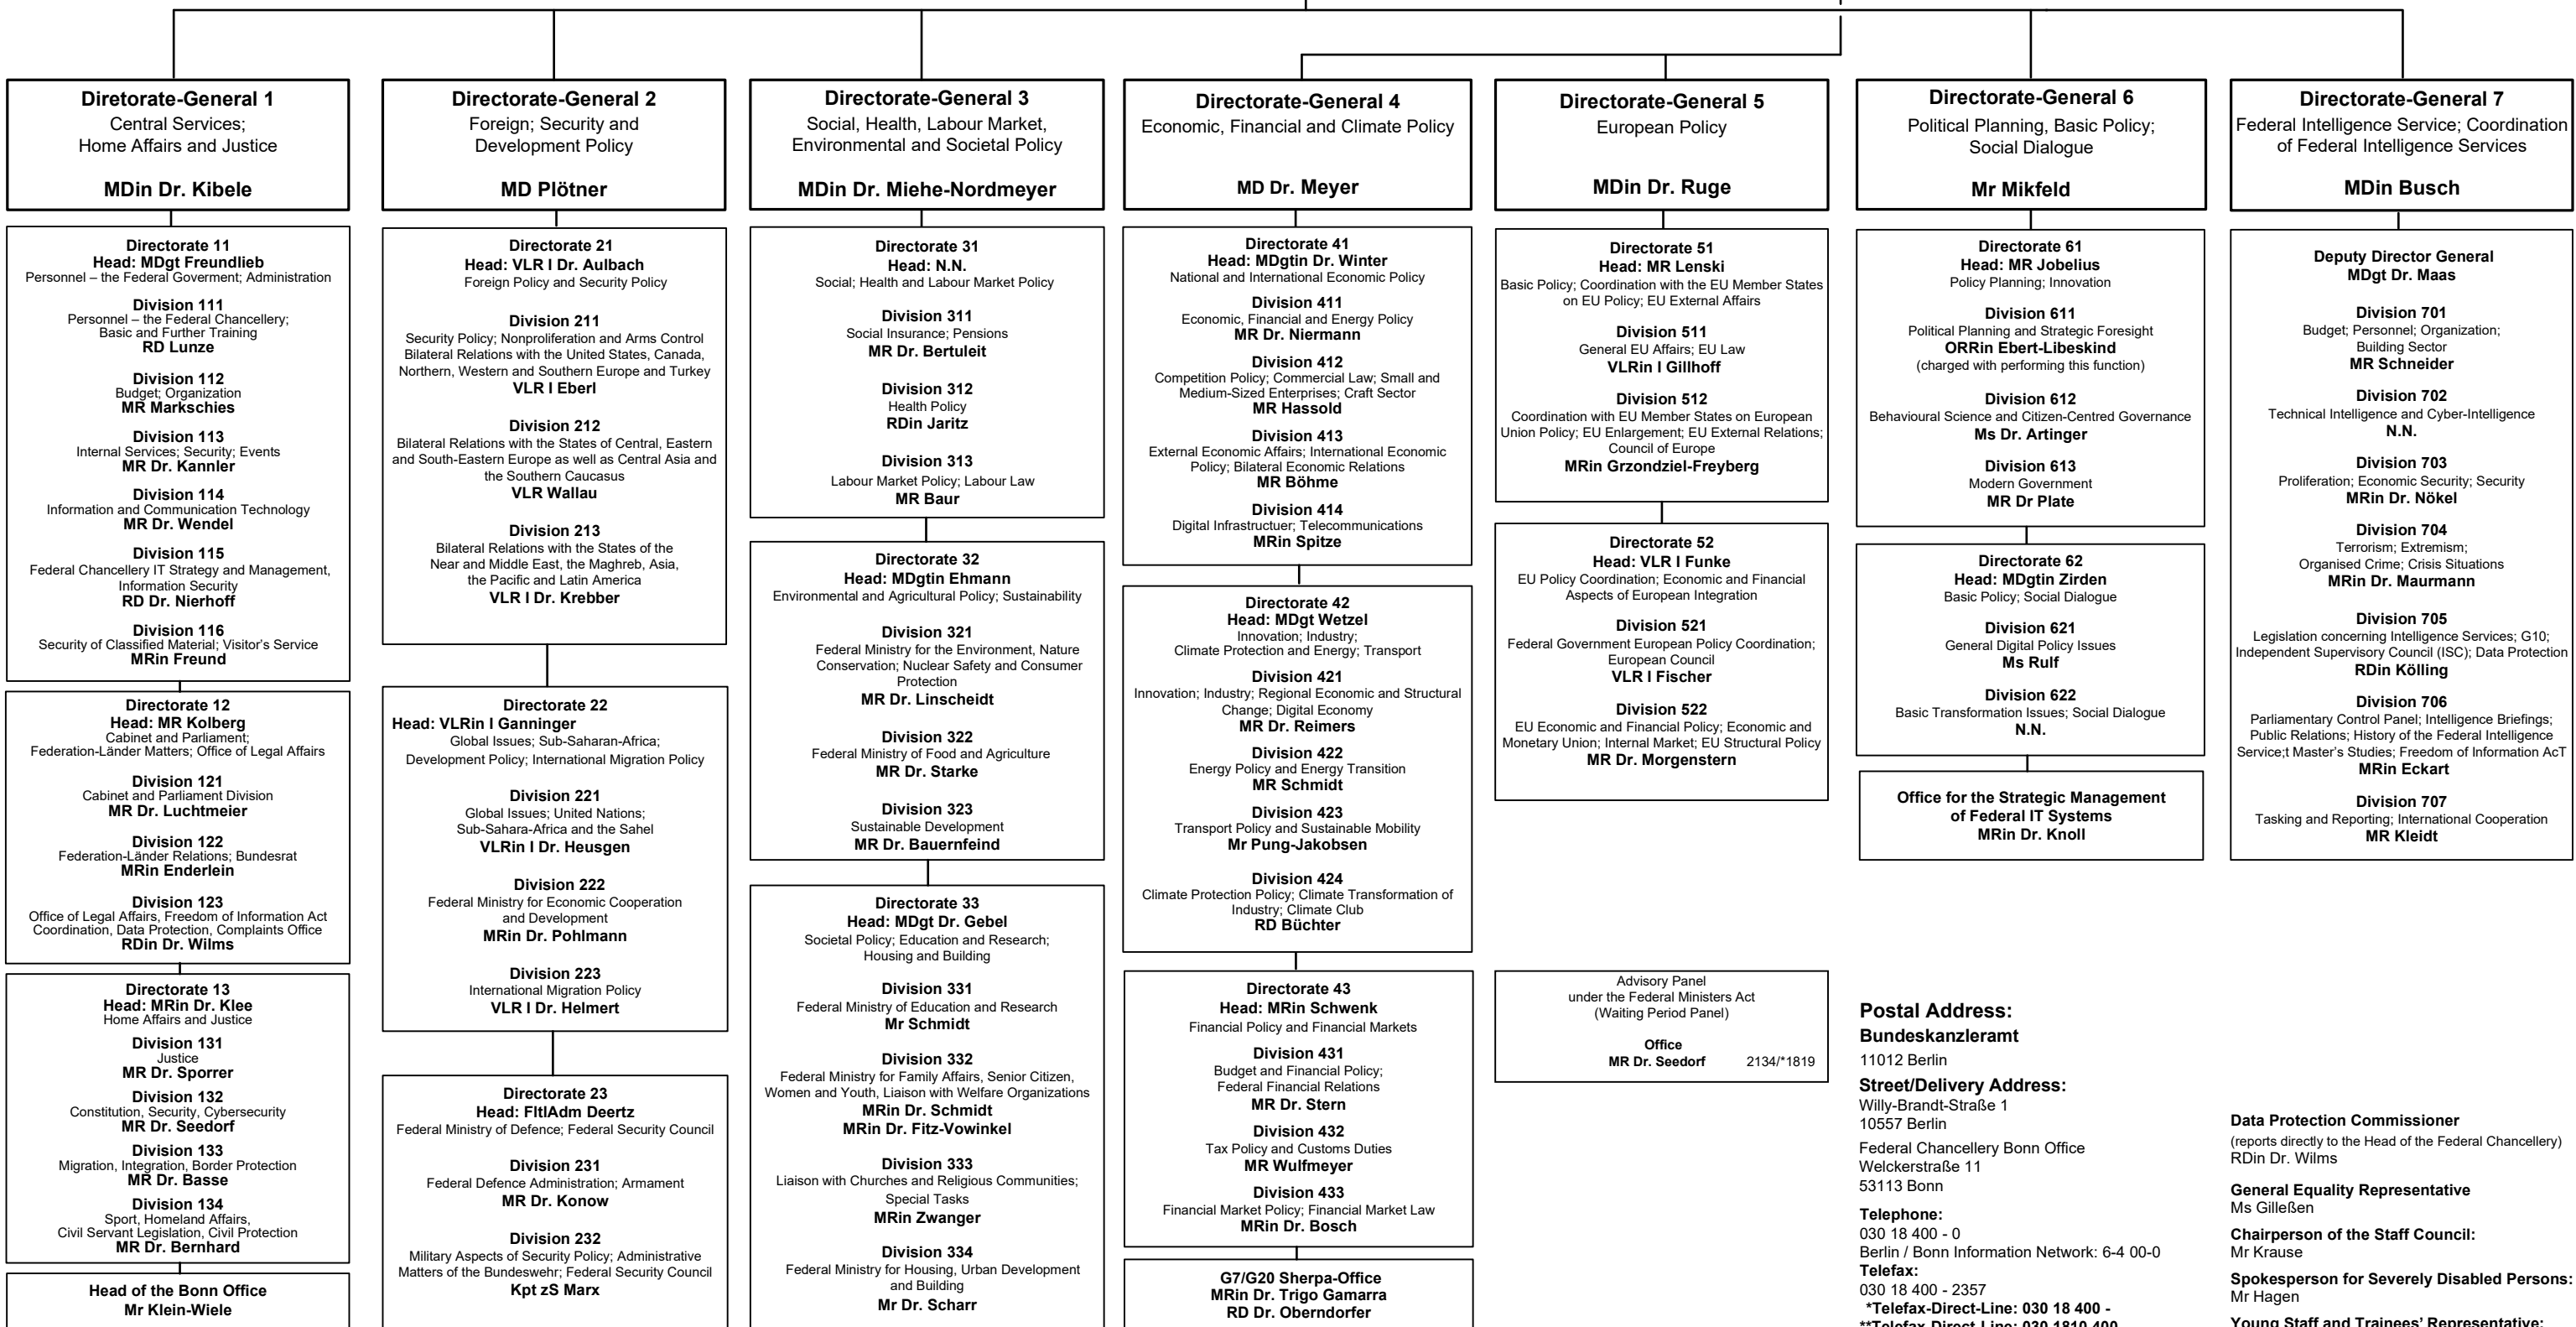 Diretorate-General 1
Central Services;
Home Affairs and Justice
MDin Dr. Kibele
Directorate 11
Head: MDgt Freundlieb
Personnel – the Federal Goverment; Administration
Division 111
Personnel – the Federal Chancellery;
Basic and Further Training
RD Lunze
Division 112
Budget; Organization
MR Markschies
Division 113
Internal Services; Security; Events
MR Dr. Kannler
Division 114
Information and Communication Technology
MR Dr. Wendel
Division 115
Federal Chancellery IT Strategy and Management,
Information Security
RD Dr. Nierhoff
Division 116
Security of Classified Material; Visitor’s Service
MRin Freund
Directorate 12
Head: MR Kolberg
Cabinet and Parliament;
Federation-Länder Matters; Office of Legal Affairs
Division 121
Cabinet and Parliament Division
MR Dr. Luchtmeier
Division 122
Federation-Länder Relations; Bundesrat
MRin Enderlein
Division 123
Office of Legal Affairs, Freedom of Information Act
Coordination, Data Protection, Complaints Office
RDin Dr. Wilms
Directorate 13
Head: MRin Dr. Klee
Home Affairs and Justice
Division 131
Justice
MR Dr. Sporrer
Division 132
Constitution, Security, Cybersecurity
MR Dr. Seedorf
Division 133
Migration, Integration, Border Protection
MR Dr. Basse
Division 134
Sport, Homeland Affairs,
Civil Servant Legislation, Civil Protection
MR Dr. Bernhard
Head of the Bonn Office
Mr Klein-Wiele
Directorate-General 2
Foreign; Security and
Development Policy
MD Plötner
Directorate 21
Head: VLR I Dr. Aulbach
Foreign Policy and Security Policy
Division 211
Security Policy; Nonproliferation and Arms Control
Bilateral Relations with the United States, Canada,
Northern, Western and Southern Europe and Turkey
VLR I Eberl
Division 212
Bilateral Relations with the States of Central, Eastern
and South-Eastern Europe as well as Central Asia and
the Southern Caucasus
VLR Wallau
Division 213
Bilateral Relations with the States of the
Near and Middle East, the Maghreb, Asia,
the Pacific and Latin America
VLR I Dr. Krebber
Directorate 22
Head: VLRin I Ganninger
Global Issues; Sub-Saharan-Africa;
Development Policy; International Migration Policy
Division 221
Global Issues; United Nations;
Sub-Sahara-Africa and the Sahel
VLRin I Dr. Heusgen
Division 222
Federal Ministry for Economic Cooperation
and Development
MRin Dr. Pohlmann
Division 223
International Migration Policy
VLR I Dr. Helmert
Directorate 23
Head: FltlAdm Deertz
Federal Ministry of Defence; Federal Security Council
Division 231
Federal Defence Administration; Armament
MR Dr. Konow
Division 232
Military Aspects of Security Policy; Administrative
Matters of the Bundeswehr; Federal Security Council
Kpt zS Marx
Directorate-General 3
Social, Health, Labour Market,
Environmental and Societal Policy
MDin Dr. Miehe-Nordmeyer
Directorate 31
Head: N.N.
Social; Health and Labour Market Policy
Division 311
Social Insurance; Pensions
MR Dr. Bertuleit
Division 312
Health Policy
RDin Jaritz
Division 313
Labour Market Policy; Labour Law
MR Baur
Directorate 32
Head: MDgtin Ehmann
Environmental and Agricultural Policy; Sustainability
Division 321
Federal Ministry for the Environment, Nature
Conservation; Nuclear Safety and Consumer
Protection
MR Dr. Linscheidt
Division 322
Federal Ministry of Food and Agriculture
MR Dr. Starke
Division 323
Sustainable Development
MR Dr. Bauernfeind
Directorate 33
Head: MDgt Dr. Gebel
Societal Policy; Education and Research;
Housing and Building
Division 331
Federal Ministry of Education and Research
Mr Schmidt
Division 332
Federal Ministry for Family Affairs, Senior Citizen,
Women and Youth, Liaison with Welfare Organizations
MRin Dr. Schmidt
MRin Dr. Fitz-Vowinkel
Division 333
Liaison with Churches and Religious Communities;
Special Tasks
MRin Zwanger
Division 334
Federal Ministry for Housing, Urban Development
and Building
Mr Dr. Scharr
Directorate-General 4
Economic, Financial and Climate Policy
MD Dr. Meyer
Directorate 41
Head: MDgtin Dr. Winter
National and International Economic Policy
Division 411
Economic, Financial and Energy Policy
MR Dr. Niermann
Division 412
Competition Policy; Commercial Law; Small and
Medium-Sized Enterprises; Craft Sector
MR Hassold
Division 413
External Economic Affairs; International Economic
Policy; Bilateral Economic Relations
MR Böhme
Division 414
Digital Infrastructuer; Telecommunications
MRin Spitze
Directorate 42
Head: MDgt Wetzel
Innovation; Industry;
Climate Protection and Energy; Transport
Division 421
Innovation; Industry; Regional Economic and Structural
Change; Digital Economy
MR Dr. Reimers
Division 422
Energy Policy and Energy Transition
MR Schmidt
Division 423
Transport Policy and Sustainable Mobility
Mr Pung-Jakobsen
Division 424
Climate Protection Policy; Climate Transformation of
Industry; Climate Club
RD Büchter
Directorate 43
Head: MRin Schwenk
Financial Policy and Financial Markets
Division 431
Budget and Financial Policy;
Federal Financial Relations
MR Dr. Stern
Division 432
Tax Policy and Customs Duties
MR Wulfmeyer
Division 433
Financial Market Policy; Financial Market Law
MRin Dr. Bosch
G7/G20 Sherpa-Office
MRin Dr. Trigo Gamarra
RD Dr. Oberndorfer
Directorate-General 5
European Policy
MDin Dr. Ruge
Directorate 51
Head: MR Lenski
Basic Policy; Coordination with the EU Member States
on EU Policy; EU External Affairs
Division 511
General EU Affairs; EU Law
VLRin I Gillhoff
Division 512
Coordination with EU Member States on European
Union Policy; EU Enlargement; EU External Relations;
Council of Europe
MRin Grzondziel-Freyberg
Directorate 52
Head: VLR I Funke
EU Policy Coordination; Economic and Financial
Aspects of European Integration
Division 521
Federal Government European Policy Coordination;
European Council
VLR I Fischer
Division 522
EU Economic and Financial Policy; Economic and
Monetary Union; Internal Market; EU Structural Policy
MR Dr. Morgenstern
Advisory Panel
under the Federal Ministers Act
(Waiting Period Panel)
Office
MR Dr. Seedorf 2134/*1819
Directorate-General 6
Political Planning, Basic Policy;
Social Dialogue
Mr Mikfeld
Directorate 61
Head: MR Jobelius
Policy Planning; Innovation
Division 611
Political Planning and Strategic Foresight
ORRin Ebert-Libeskind
(charged with performing this function)
Division 612
Behavioural Science and Citizen-Centred Governance
Ms Dr. Artinger
Division 613
Modern Government
MR Dr Plate
Directorate 62
Head: MDgtin Zirden
Basic Policy; Social Dialogue
Division 621
General Digital Policy Issues
Ms Rulf
Division 622
Basic Transformation Issues; Social Dialogue
N.N.
Office for the Strategic Management
of Federal IT Systems
MRin Dr. Knoll
Postal Address:
Bundeskanzleramt
11012 Berlin
Street/Delivery Address:
Willy-Brandt-Straße 1
10557 Berlin
Federal Chancellery Bonn Office
Welckerstraße 11
53113 Bonn
Telephone:
030 18 400 - 0
Berlin / Bonn Information Network: 6-4 00-0
Telefax:
030 18 400 - 2357
*Telefax-Direct-Line: 030 18 400 -
**Telefax-Direct-Line: 030 1810 400
Directorate-General 7
Federal Intelligence Service; Coordination
of Federal Intelligence Services
MDin Busch
Deputy Director General
MDgt Dr. Maas
Division 701
Budget; Personnel; Organization;
Building Sector
MR Schneider
Division 702
Technical Intelligence and Cyber-Intelligence
N.N.
Division 703
Proliferation; Economic Security; Security
MRin Dr. Nökel
Division 704
Terrorism; Extremism;
Organised Crime; Crisis Situations
MRin Dr. Maurmann
Division 705
Legislation concerning Intelligence Services; G10;
Independent Supervisory Council (ISC); Data Protection
RDin Kölling
Division 706
Parliamentary Control Panel; Intelligence Briefings;
Public Relations; History of the Federal Intelligence
Service;t Master’s Studies; Freedom of Information AcT
MRin Eckart
Division 707
Tasking and Reporting; International Cooperation
MR Kleidt
Data Protection Commissioner
(reports directly to the Head of the Federal Chancellery)
RDin Dr. Wilms
General Equality Representative
Ms Gilleßen
Chairperson of the Staff Council:
Mr Krause
Spokesperson for Severely Disabled Persons:
Mr Hagen
Young Staff and Trainees’ Representative: